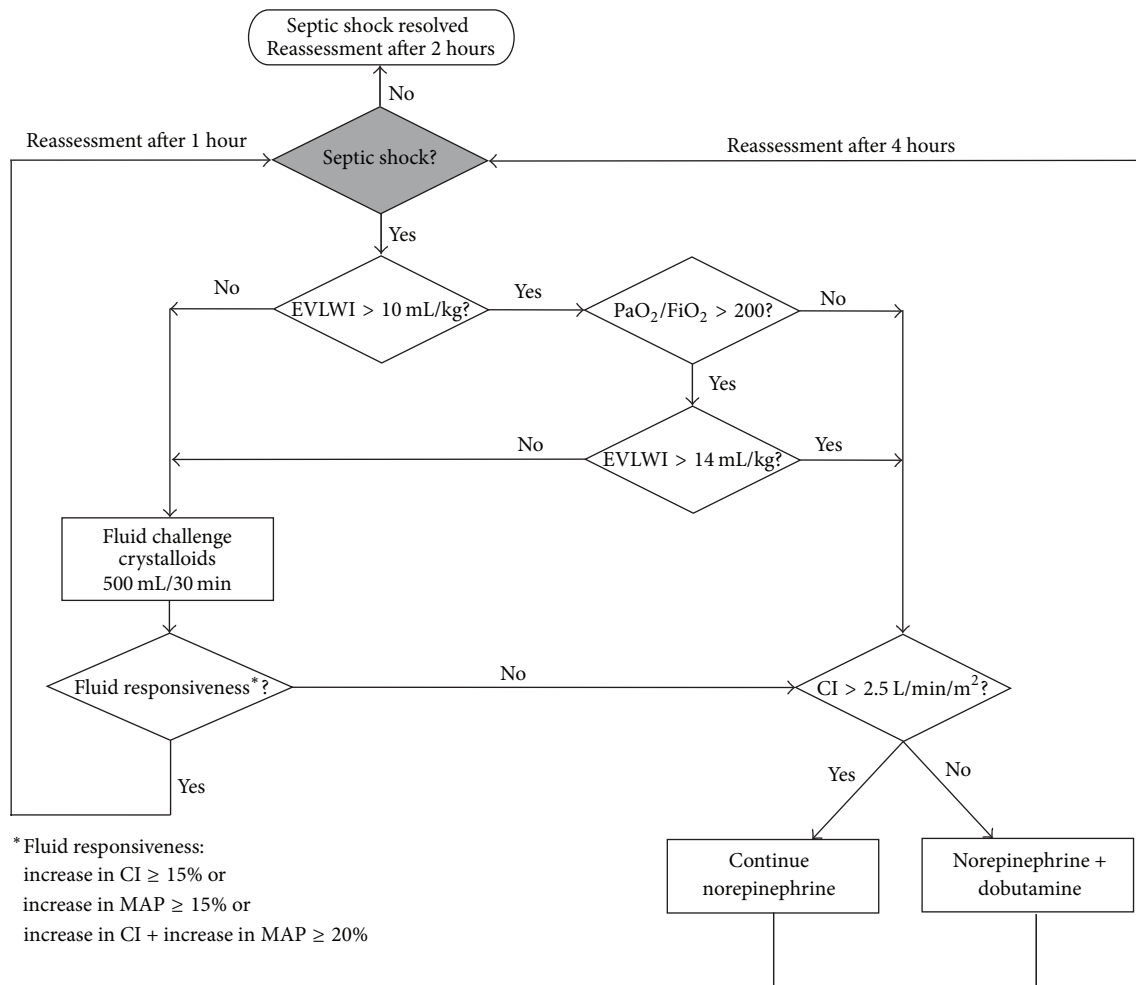 Septic shock resolved
Reassessment after 2 hours
No
Reassessment after 1 hour
Septic shock?
Reassessment after 4 hours
Yes
No
EVLWI > 10 mL/kg?
Yes
PaO₂/FiO₂ > 200?
No
Yes
No
EVLWI > 14 mL/kg?
Yes
Fluid challenge
crystalloids
500 mL/30 min
Fluid responsiveness*?
No
CI > 2.5 L/min/m²?
Yes
Yes
No
*Fluid responsiveness:
increase in CI ≥ 15% or
increase in MAP ≥ 15% or
increase in CI + increase in MAP ≥ 20%
Continue
norepinephrine
Norepinephrine +
dobutamine